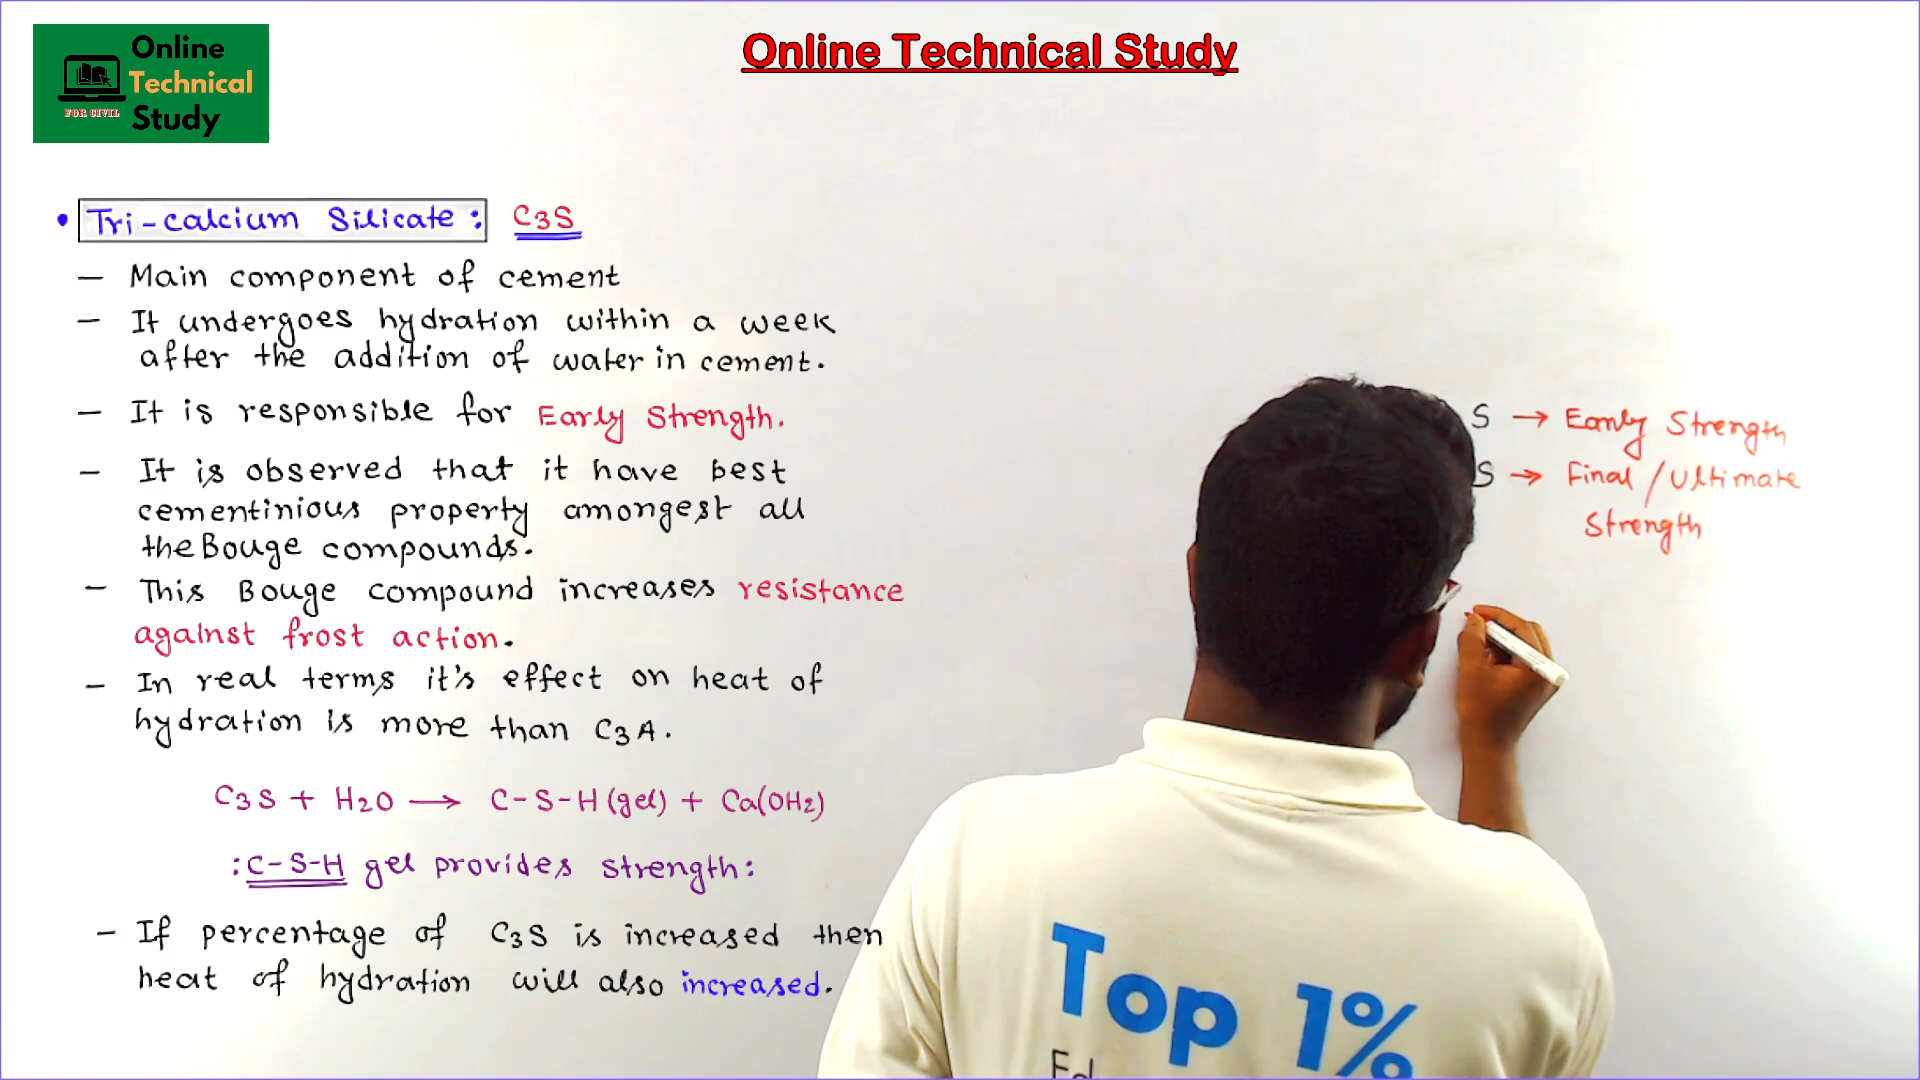 Online
Technical
FOR CIVIL
Study
Online Technical Study
• Tri-calcium Silicate: C3S
— Main component of cement
— It undergoes hydration within a week
after the addition of water in cement.
— It is responsible for Early Strength.
— It is observed that it have best
cementinious property amongest all
the Bouge compounds.
— This Bouge compound increases resistance
against frost action.
— In real terms it's effect on heat of
hydration is more than C3A.
C3S + H2O → C-S-H (gel) + Ca(OH2)
:C-S-H gel provides strength:
— If percentage of C3S is increased then
heat of hydration will also increased.
S → Early Strength
S → Final / Ultimate
Strength
Top 1%
Ed